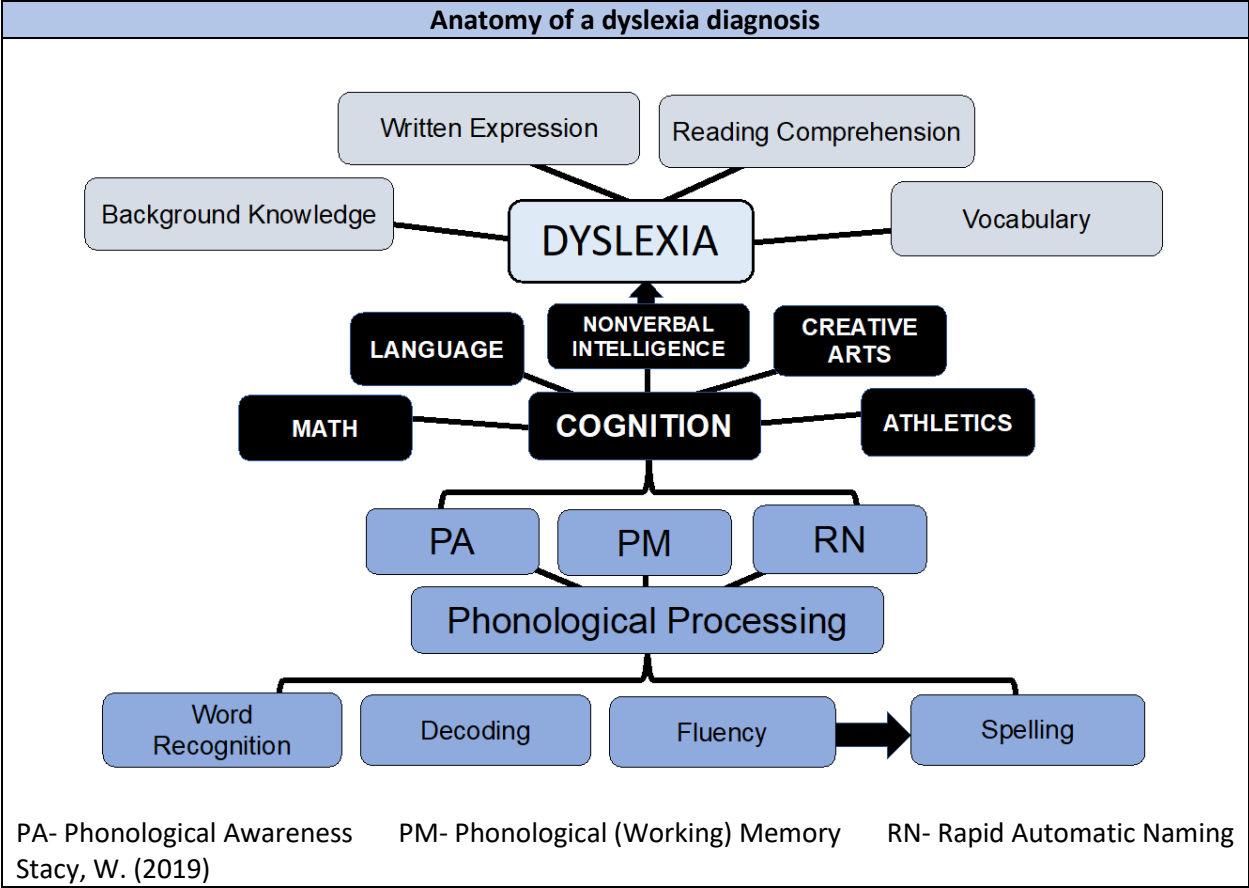 Anatomy of a dyslexia diagnosis
Written Expression
Reading Comprehension
Background Knowledge
DYSLEXIA
Vocabulary
LANGUAGE
NONVERBAL
INTELLIGENCE
CREATIVE
ARTS
MATH
COGNITION
ATHLETICS
PA
PM
RN
Phonological Processing
Word
Recognition
Decoding
Fluency
Spelling
PA- Phonological Awareness PM- Phonological (Working) Memory RN- Rapid Automatic Naming
Stacy, W. (2019)